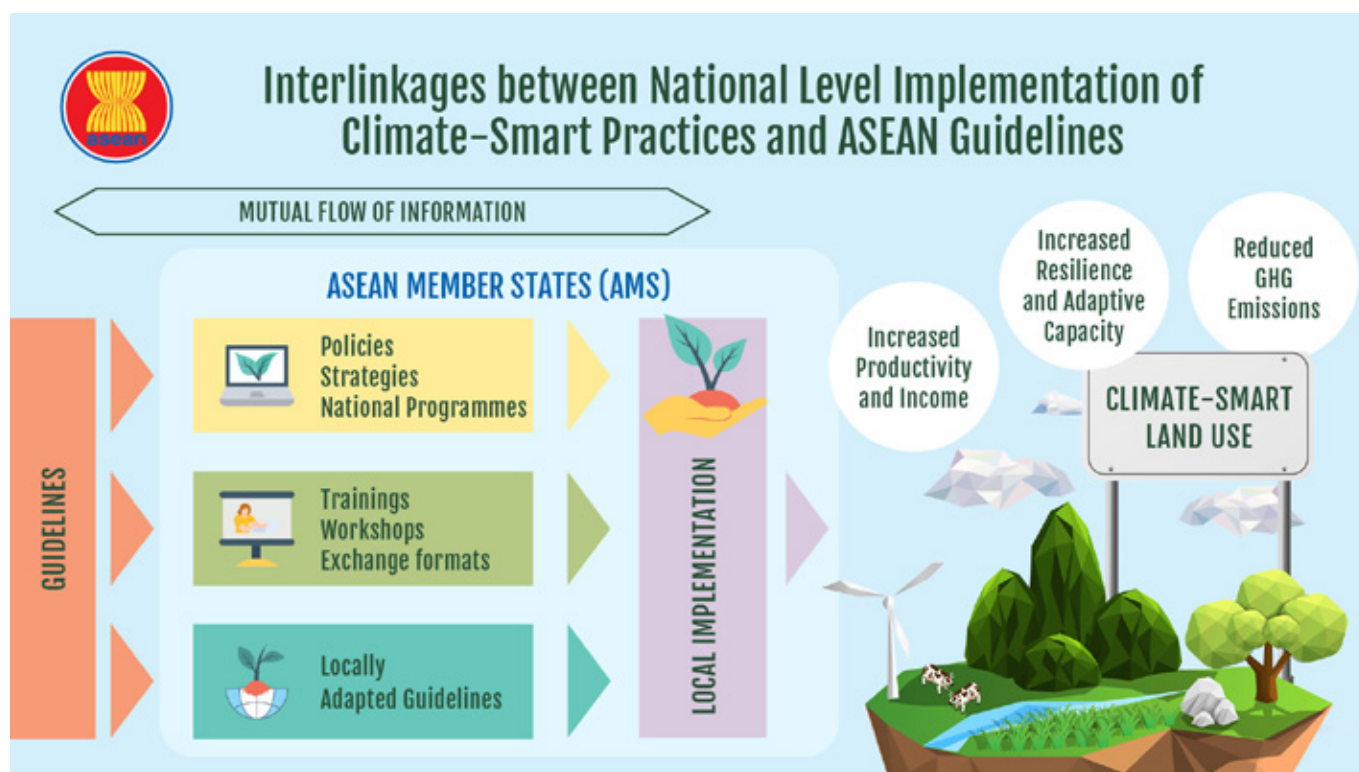 asean
Interlinkages between National Level Implementation of
Climate-Smart Practices and ASEAN Guidelines
MUTUAL FLOW OF INFORMATION
ASEAN MEMBER STATES (AMS)
GUIDELINES
Policies
Strategies
National Programmes
Trainings
Workshops
Exchange formats
Locally
Adapted Guidelines
LOCAL IMPLEMENTATION
Increased
Productivity
and Income
Increased
Resilience
and Adaptive
Capacity
Reduced
GHG
Emissions
CLIMATE-SMART
LAND USE